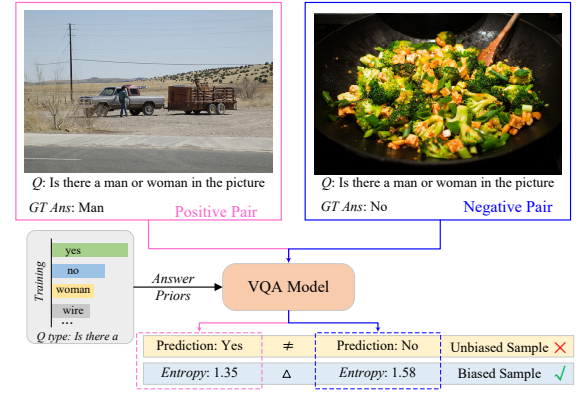 Q: Is there a man or woman in the picture
GT Ans: Man
Positive Pair
Q: Is there a man or woman in the picture
GT Ans: No
Negative Pair
Training
yes
no
woman
wire
...
Q type: Is there a
Answer
Priors
VQA Model
Prediction: Yes ≠ Prediction: No Unbiased Sample ✕
Entropy: 1.35 Δ Entropy: 1.58 Biased Sample ✓